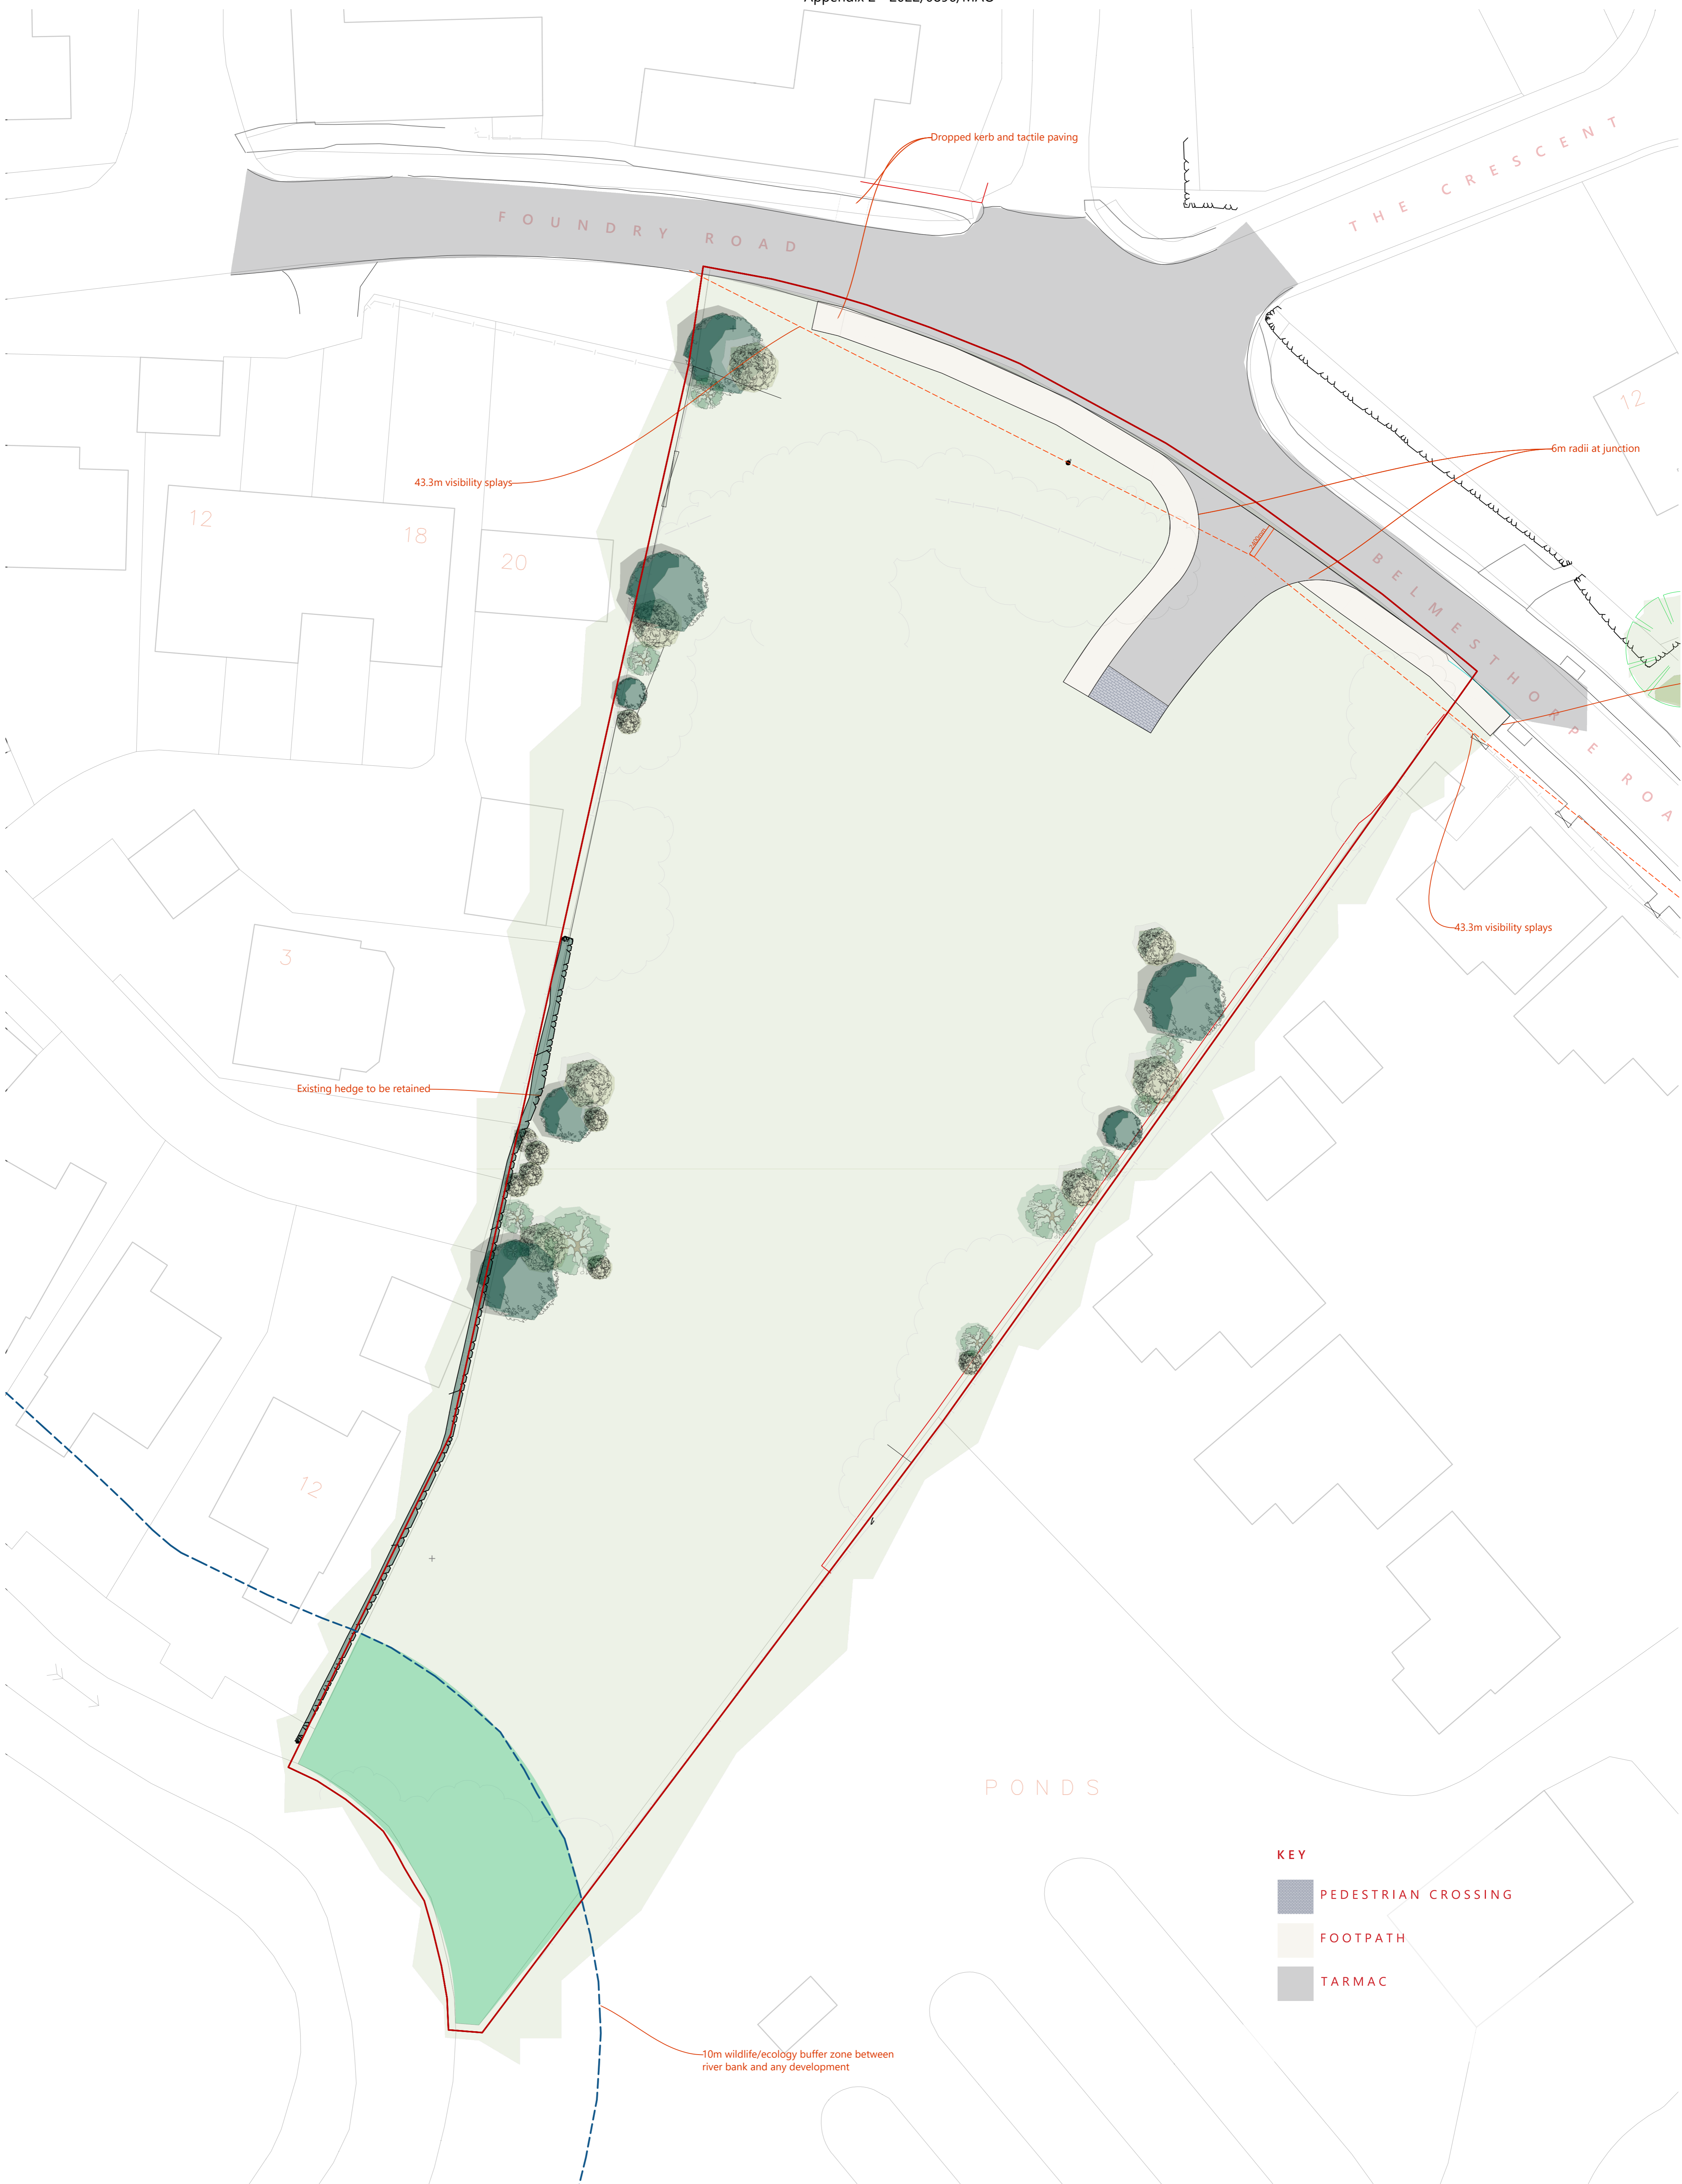 Dropped kerb and tactile paving
THE CRESCENT
FOUNDRY ROAD
12
6m radii at junction
43.3m visibility splays
12
18
20
BELMESTHORPE ROA
43.3m visibility splays
3
Existing hedge to be retained
12
PONDS
KEY
PEDESTRIAN CROSSING
FOOTPATH
TARMAC
10m wildlife/ecology buffer zone between
river bank and any development